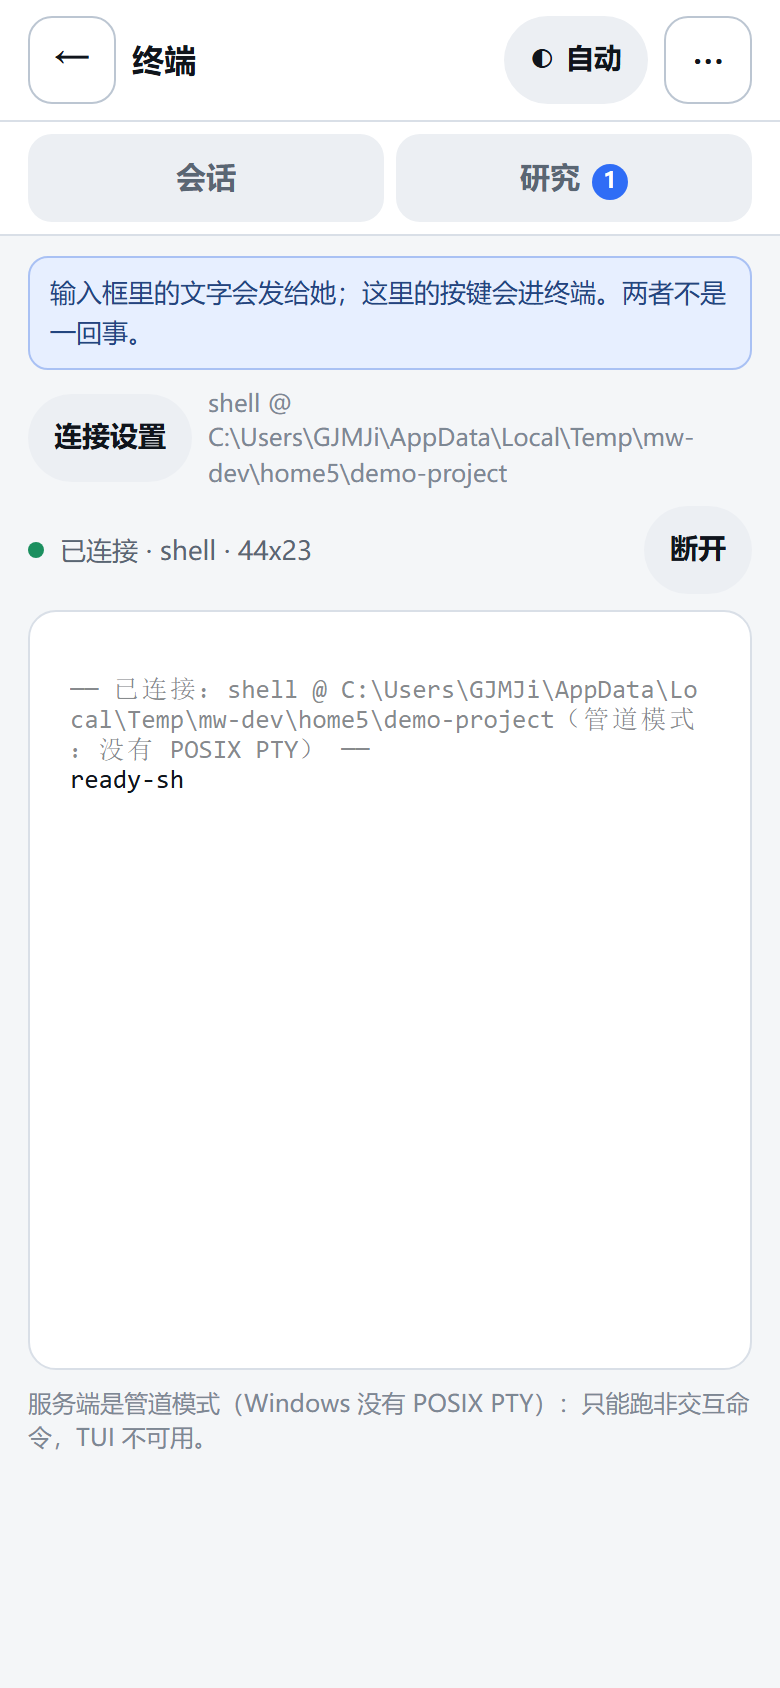 ← 终端 ◐ 自动 …
会话 研究 1
输入框里的文字会发给她；这里的按键会进终端。两者不是
一回事。
连接设置
shell @
C:\Users\GJMJi\AppData\Local\Temp\mw-
dev\home5\demo-project
已连接 · shell · 44x23 断开
── 已连接：shell @ C:\Users\GJMJi\AppData\Lo
cal\Temp\mw-dev\home5\demo-project（管道模式
：没有 POSIX PTY） ──
ready-sh
服务端是管道模式（Windows 没有 POSIX PTY）：只能跑非交互命
令，TUI 不可用。